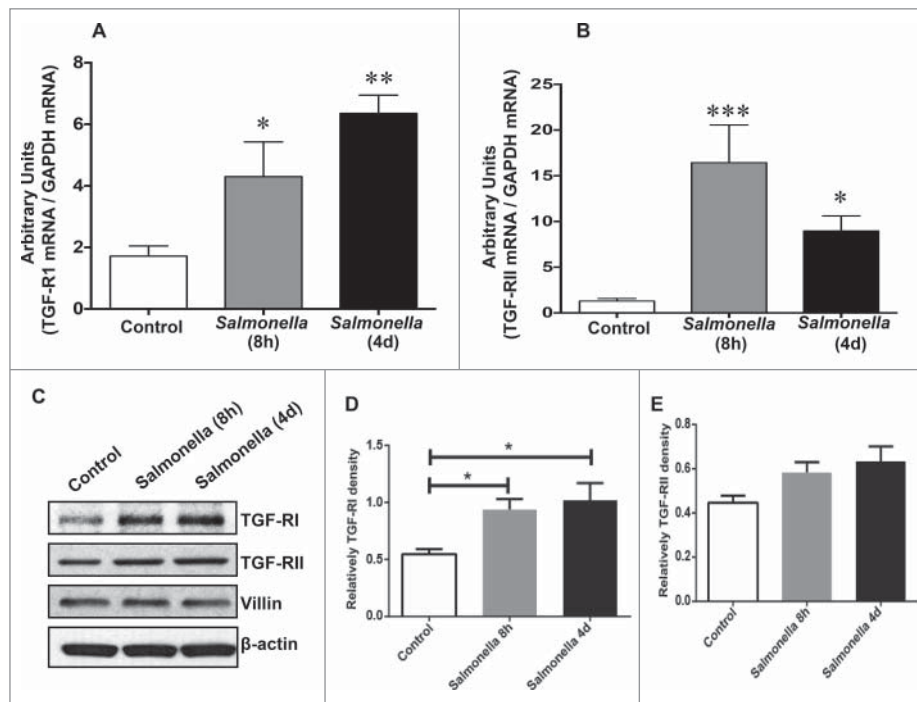 A
Arbitrary Units
(TGF-R1 mRNA / GAPDH mRNA)
8
6
4
2
0
*
**
Control
Salmonella
(8h)
Salmonella
(4d)
B
Arbitrary Units
(TGF-RII mRNA / GAPDH mRNA)
25
20
15
10
5
0
***
*
Control
Salmonella
(8h)
Salmonella
(4d)
C
Control
Salmonella (8h)
Salmonella (4d)
TGF-RI
TGF-RII
Villin
β-actin
D
Relatively TGF-RI density
1.5
1.0
0.5
0.0
*
*
Control
Salmonella 8h
Salmonella 4d
E
Relatively TGF-RII density
0.8
0.6
0.4
0.2
0.0
Control
Salmonella 8h
Salmonella 4d